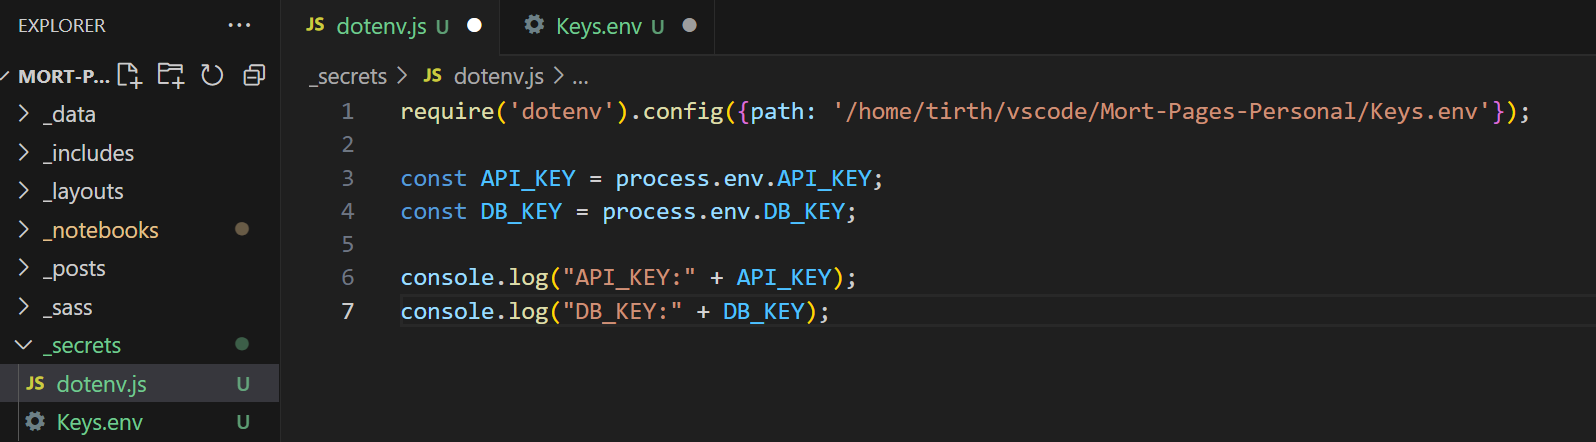 EXPLORER ...
MORT-P...
_data
_includes
_layouts
_notebooks
_posts
_sass
_secrets
JS dotenv.js U
Keys.env U
JS dotenv.js U
Keys.env U
_secrets > JS dotenv.js > ...
1 require('dotenv').config({path: '/home/tirth/vscode/Mort-Pages-Personal/Keys.env'});
2
3 const API_KEY = process.env.API_KEY;
4 const DB_KEY = process.env.DB_KEY;
5
6 console.log("API_KEY:" + API_KEY);
7 console.log("DB_KEY:" + DB_KEY);